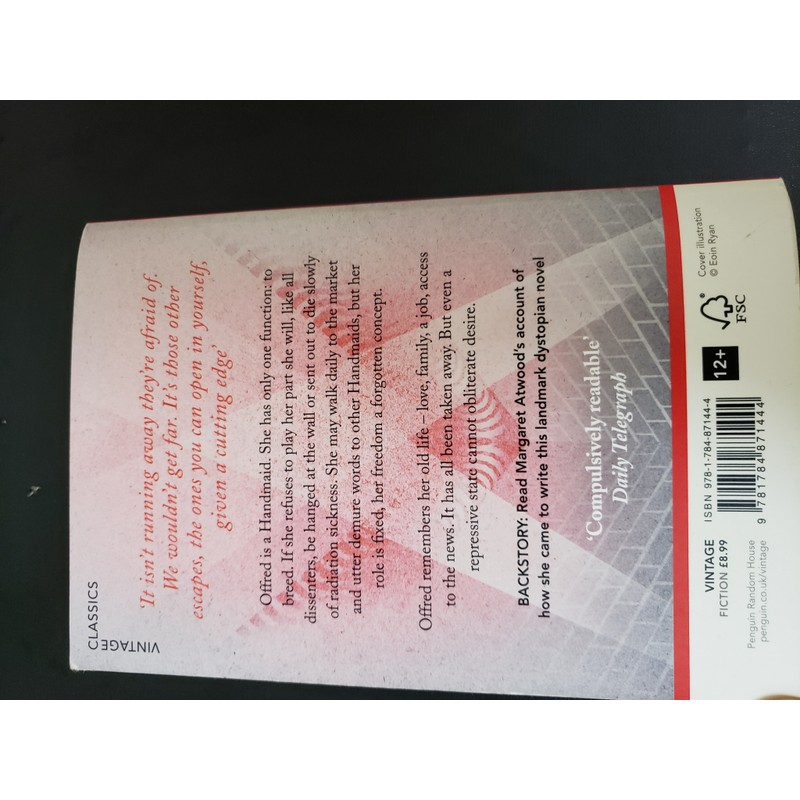 VINTAGE
CLASSICS
'It isn't running away they're afraid of.
We wouldn't get far. It's those other
escapes, the ones you can open in yourself,
given a cutting edge'
Offred is a Handmaid. She has only one function: to
breed. If she refuses to play her part she will, like all
dissenters, be hanged at the wall or sent out to die slowly
of radiation sickness. She may walk daily to the market
and utter demure words to other Handmaids, but her
role is fixed, her freedom a forgotten concept.
Offred remembers her old life – love, family, a job, access
to the news. It has all been taken away. But even a
repressive state cannot obliterate desire.
BACKSTORY: Read Margaret Atwood's account of
how she came to write this landmark dystopian novel
'Compulsively readable'
Daily Telegraph
VINTAGE
FICTION £8.99
Penguin Random House
penguin.co.uk/vintage
ISBN 978-1-784-87144-4
9 781784 871444
12+
FSC®
Cover illustration
© Eoin Ryan